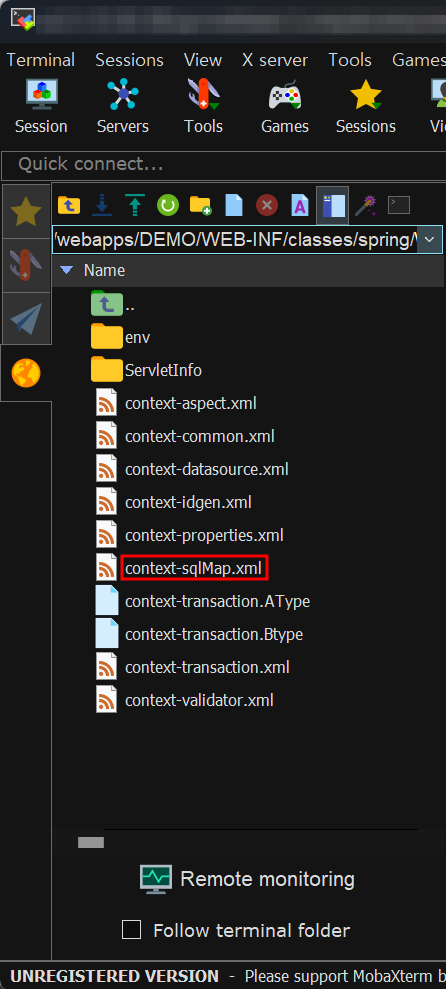 Terminal Sessions View X server Tools Games
Session Servers Tools Games Sessions
Quick connect...
/webapps/DEMO/WEB-INF/classes/spring/
Name
..
env
ServletInfo
context-aspect.xml
context-common.xml
context-datasource.xml
context-idgen.xml
context-properties.xml
context-sqlMap.xml
context-transaction.AType
context-transaction.Btype
context-transaction.xml
context-validator.xml
Remote monitoring
Follow terminal folder
UNREGISTERED VERSION - Please support MobaXterm b